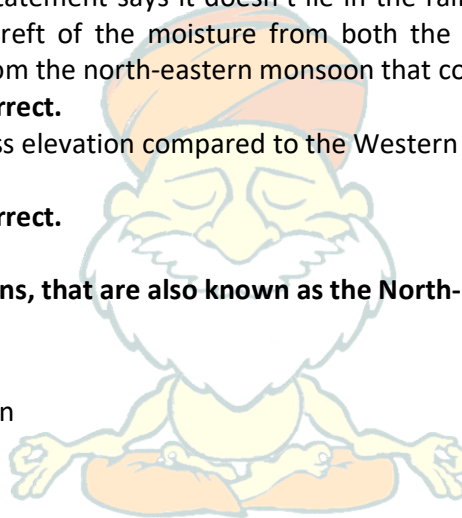 tatement says it doesn't lie in the rain
reft of the moisture from both the
om the north-eastern monsoon that co
rrect.
ss elevation compared to the Western
rrect.
ns, that are also known as the North-
n